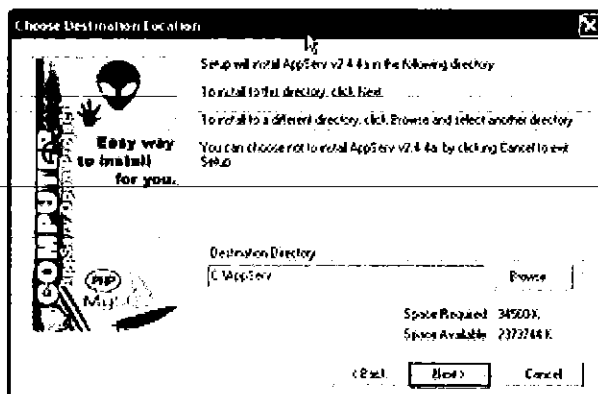 Choose Destination Location
Setup will install AppServ v2.4.4a in the following directory
To install to this directory, click Next
To install to a different directory, click Browse and select another directory
You can choose not to install AppServ v2.4.4a by clicking Cancel to exit
Setup
Easy way
to install
for you.
COMPUTER
PHP
Destination Directory
C:\AppServ
Browse
Space Required 34560 K
Space Available
< Back
Next >
Cancel